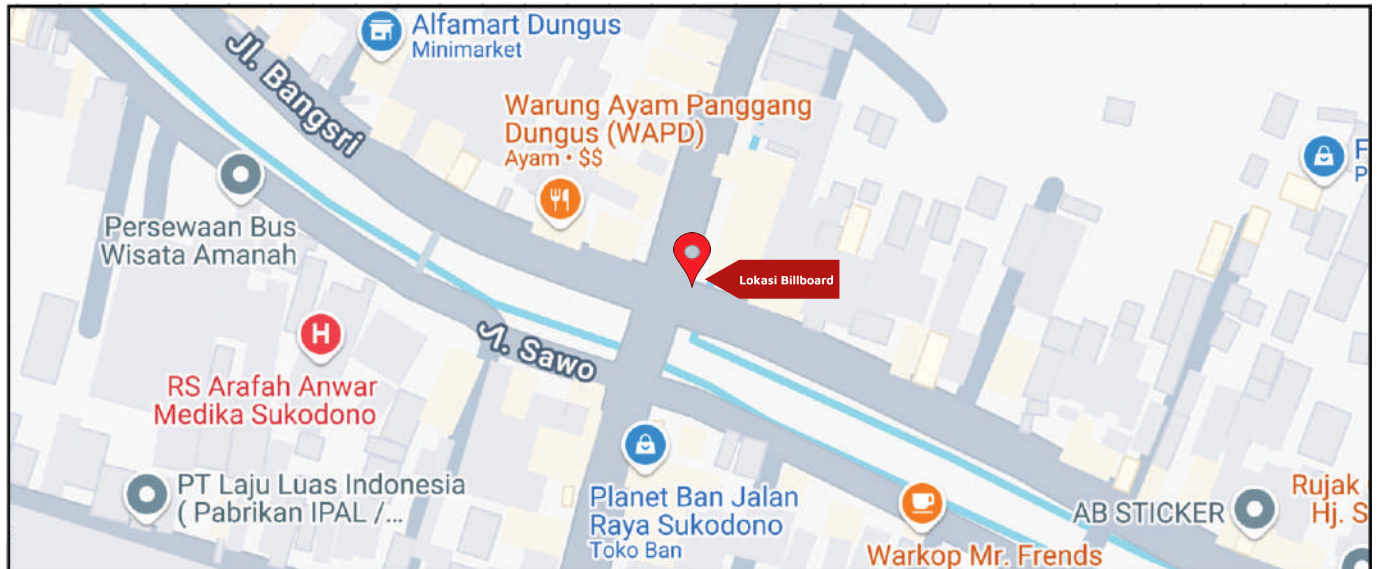 Alfamart Dungus
Minimarket
Jl. Bangsri
Warung Ayam Panggang
Dungus (WAPD)
Ayam • $$
F
P
Persewaan Bus
Wisata Amanah
Lokasi Billboard
H
Jl. Sawo
RS Arafah Anwar
Medika Sukodono
PT Laju Luas Indonesia
( Pabrikan IPAL /...
Planet Ban Jalan
Raya Sukodono
Toko Ban
Warkop Mr. Frends
AB STICKER
Rujak
Hj. S